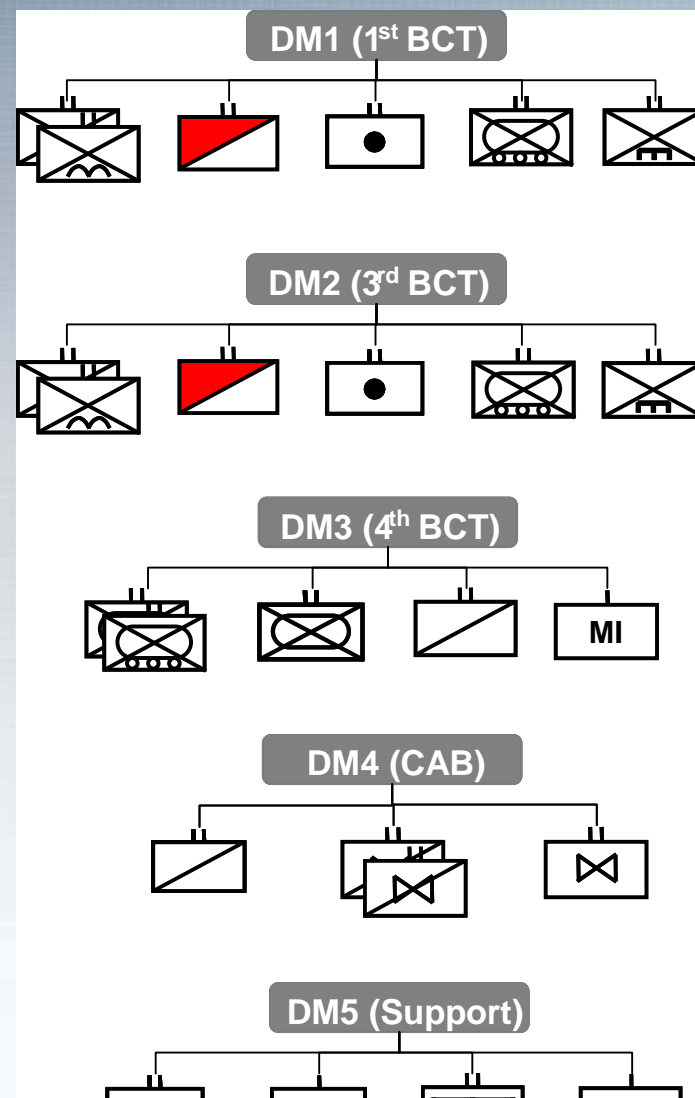 DM1 (1st BCT)
DM2 (3rd BCT)
DM3 (4th BCT)
MI
DM4 (CAB)
DM5 (Support)